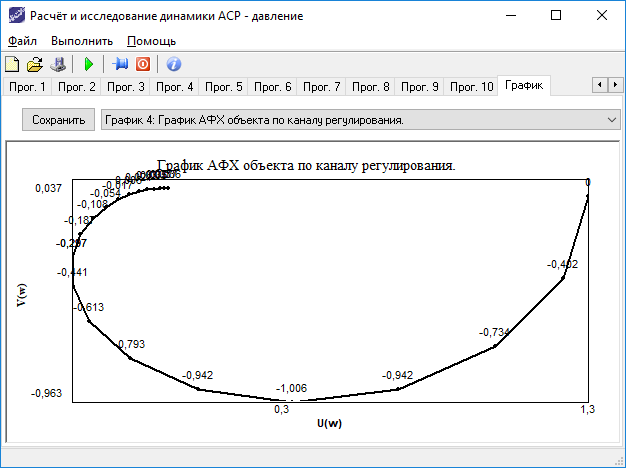 Расчёт и исследование динамики АСР - давление
Файл Выполнить Помощь
Прог. 1 Прог. 2 Прог. 3 Прог. 4 Прог. 5 Прог. 6 Прог. 7 Прог. 8 Прог. 9 Прог. 10 График
Сохранить График 4: График АФХ объекта по каналу регулирования.
График АФХ объекта по каналу регулирования.
0,037
0
-0,017
-0,054
-0,108
-0,187
-0,297
-0,402
-0,441
-0,613
-0,734
-0,793
-0,942
-0,942
-0,963
-1,006
0,3
1,3
V(w)
U(w)